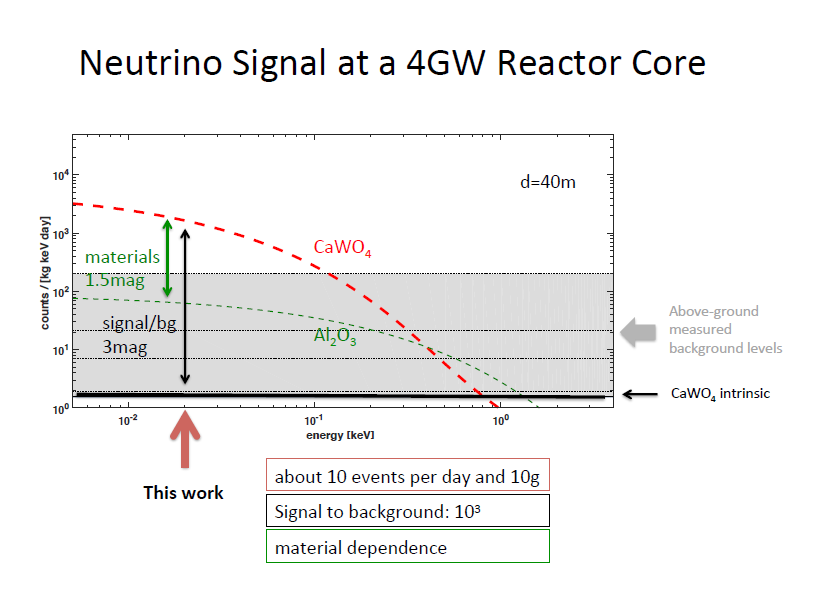 Neutrino Signal at a 4GW Reactor Core
d=40m
counts / [kg keV day]
10⁴
10³
10²
10¹
10⁰
CaWO₄
materials
1.5mag
signal/bg
3mag
Al₂O₃
Above-ground
measured
background levels
CaWO₄ intrinsic
10⁻²
10⁻¹
10⁰
energy [keV]
This work
about 10 events per day and 10g
Signal to background: 10³
material dependence